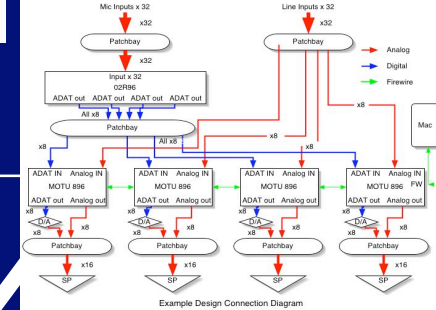 Mic Inputs x 32
Line Inputs x 32
x32
x32
Patchbay
Patchbay
x32
Analog
Digital
Firewire
Input x 32
02R96
ADAT out ADAT out ADAT out ADAT out
All x8
x8
Mac
Patchbay
x8
x8
All x8
x8
x8
ADAT IN Analog IN
ADAT IN Analog IN
ADAT IN Analog IN
ADAT IN Analog IN
MOTU 896
MOTU 896
MOTU 896
MOTU 896
FW
ADAT out Analog out
ADAT out Analog out
ADAT out Analog out
ADAT out Analog out
x8 x8
x8 x8
x8 x8
x8 x8
D/A
D/A
D/A
D/A
x8
x8
x8
x8
Patchbay
Patchbay
Patchbay
Patchbay
x16
x16
x16
x16
SP
SP
SP
SP
Example Design Connection Diagram